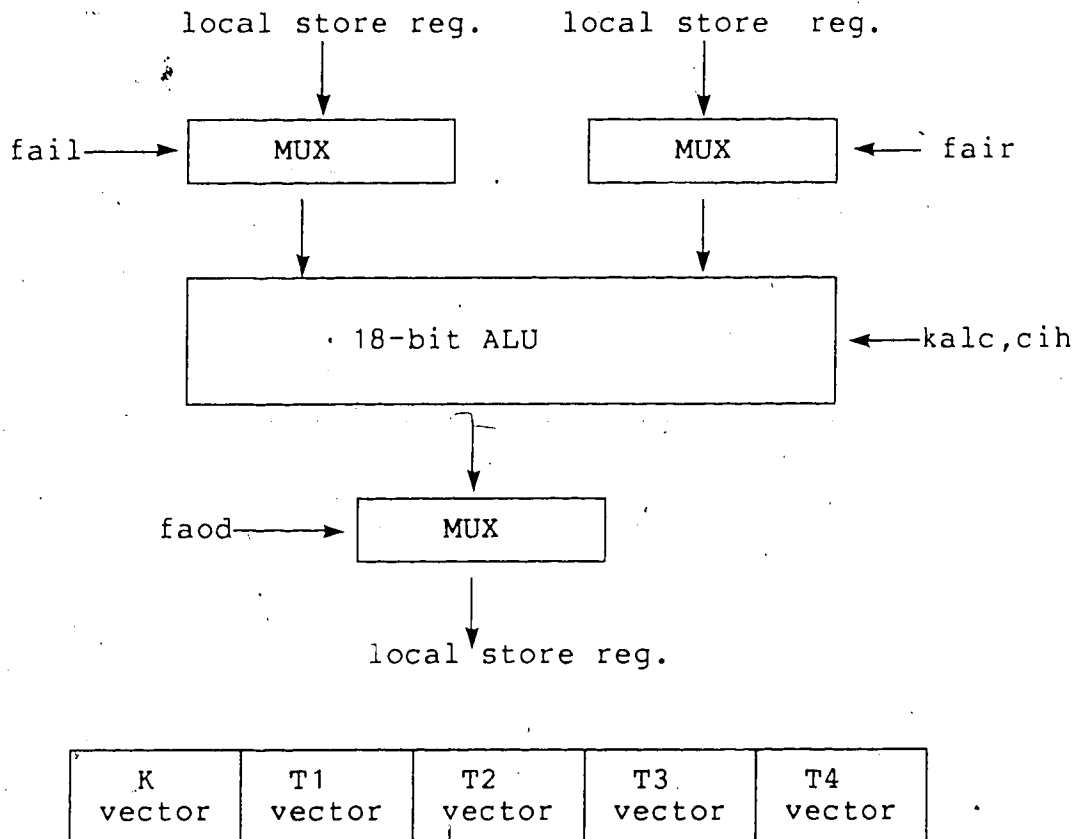 local store reg.
local store reg.
fail
MUX
MUX
fair
18-bit ALU
kalc,cih
faod
MUX
local store reg.
K vector
T1 vector
T2 vector
T3 vector
T4 vector